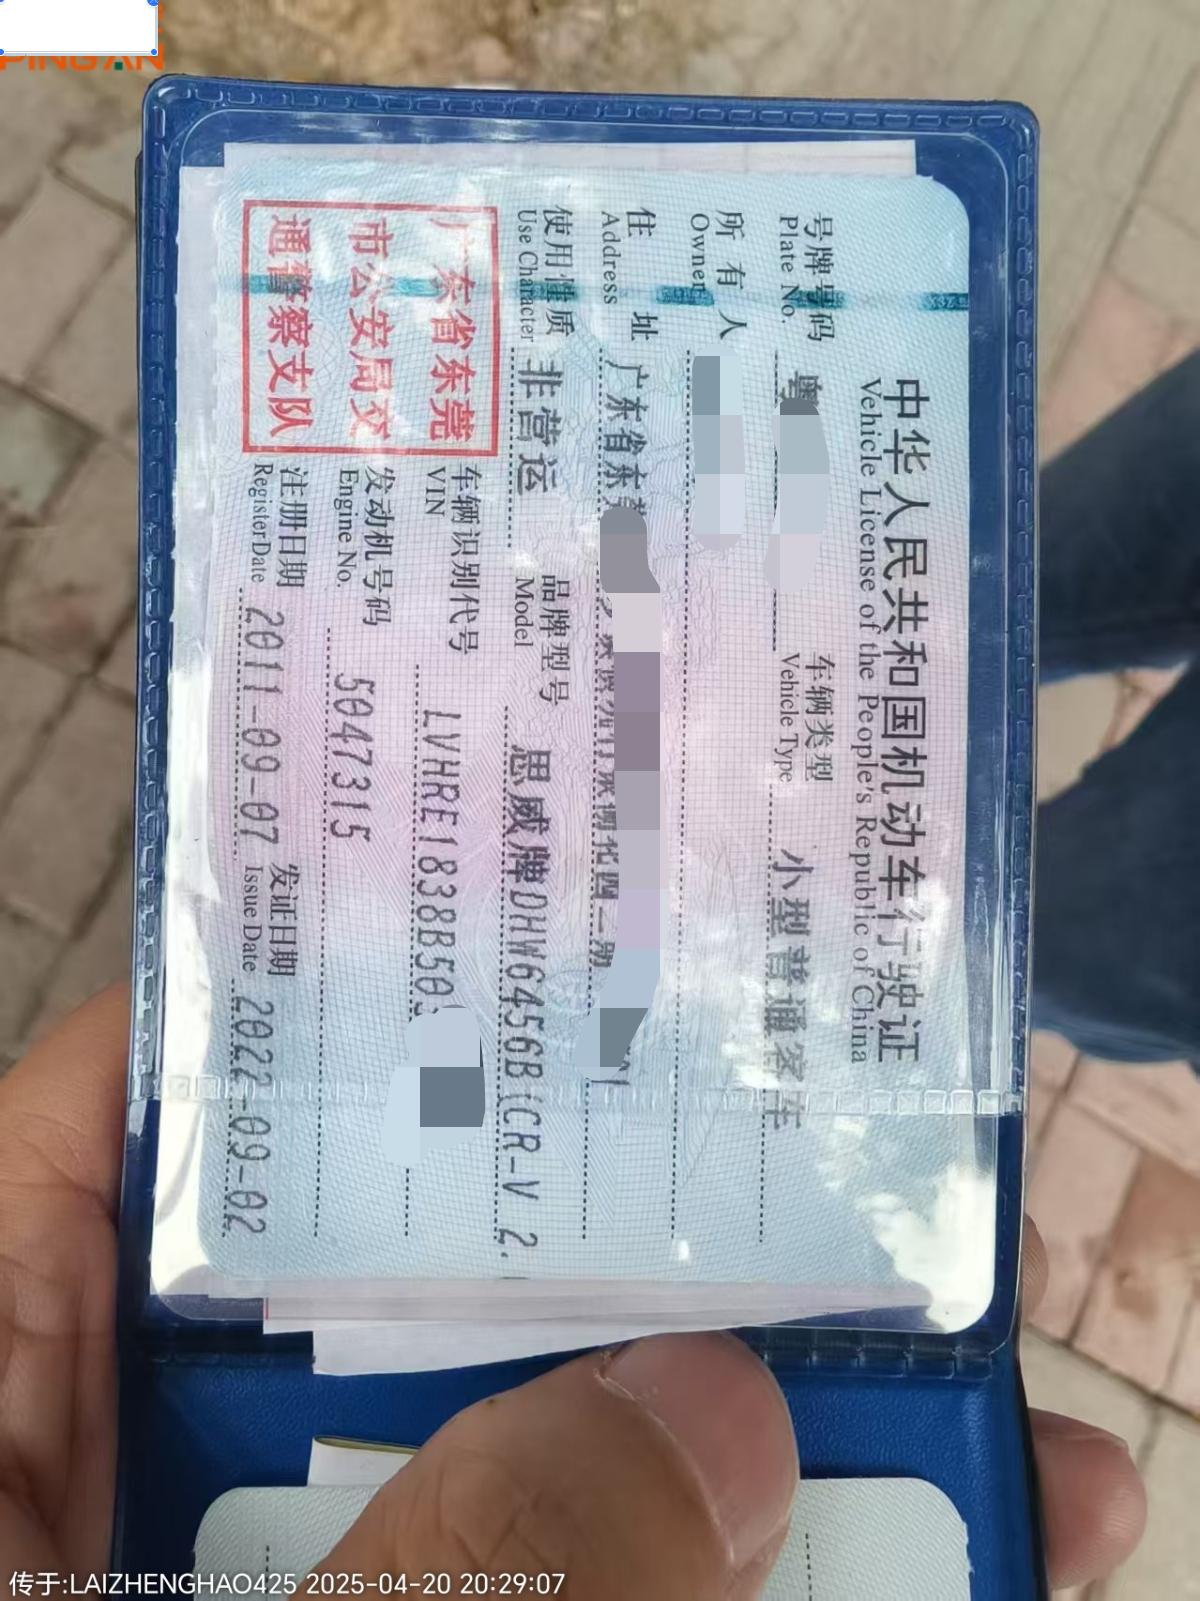 PING AN
中华人民共和国机动车行驶证
Vehicle License of the People's Republic of China
号牌号码 粤 车辆类型 小型普通客车
Plate No. Vehicle Type
所有人
Owner
住址 广东省东
Address
使用性质 非营运 品牌型号 思威牌DHW6456B(CR-V 2.
Use Character Model
广东省东莞
市公安局交
通警察支队
车辆识别代号 LVHRE1838B50
VIN
发动机号码 5047315
Engine No.
注册日期 2011-09-07 发证日期 2022-09-02
Register Date Issue Date
传于:LAIZHENGHAO425 2025-04-20 20:29:07